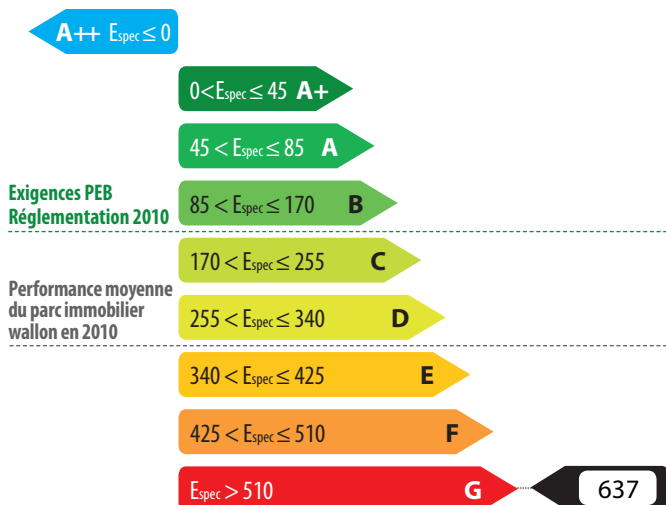 A++ Espec ≤ 0
0<Espec ≤ 45 A+
45 < Espec ≤ 85 A
Exigences PEB
Réglementation 2010
85 < Espec ≤ 170 B
170 < Espec ≤ 255 C
Performance moyenne
du parc immobilier
wallon en 2010
255 < Espec ≤ 340 D
340 < Espec ≤ 425 E
425 < Espec ≤ 510 F
Espec > 510 G
637